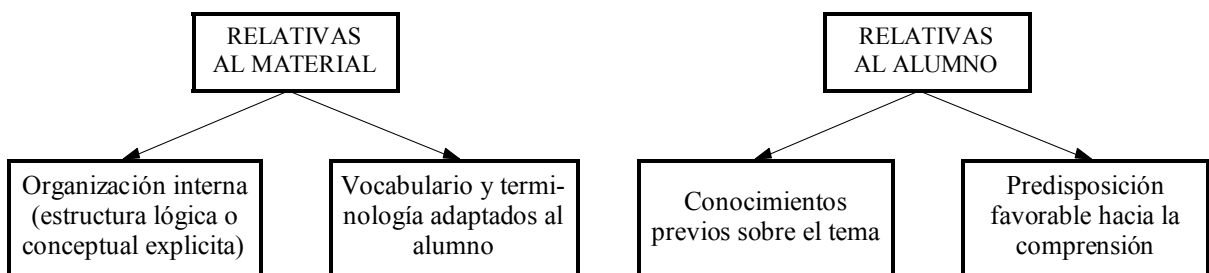 RELATIVAS
AL MATERIAL
RELATIVAS
AL ALUMNO
Organización interna
(estructura lógica o
conceptual explicita)
Vocabulario y termi-
nología adaptados al
alumno
Conocimientos
previos sobre el tema
Predisposición
favorable hacia la
comprensión